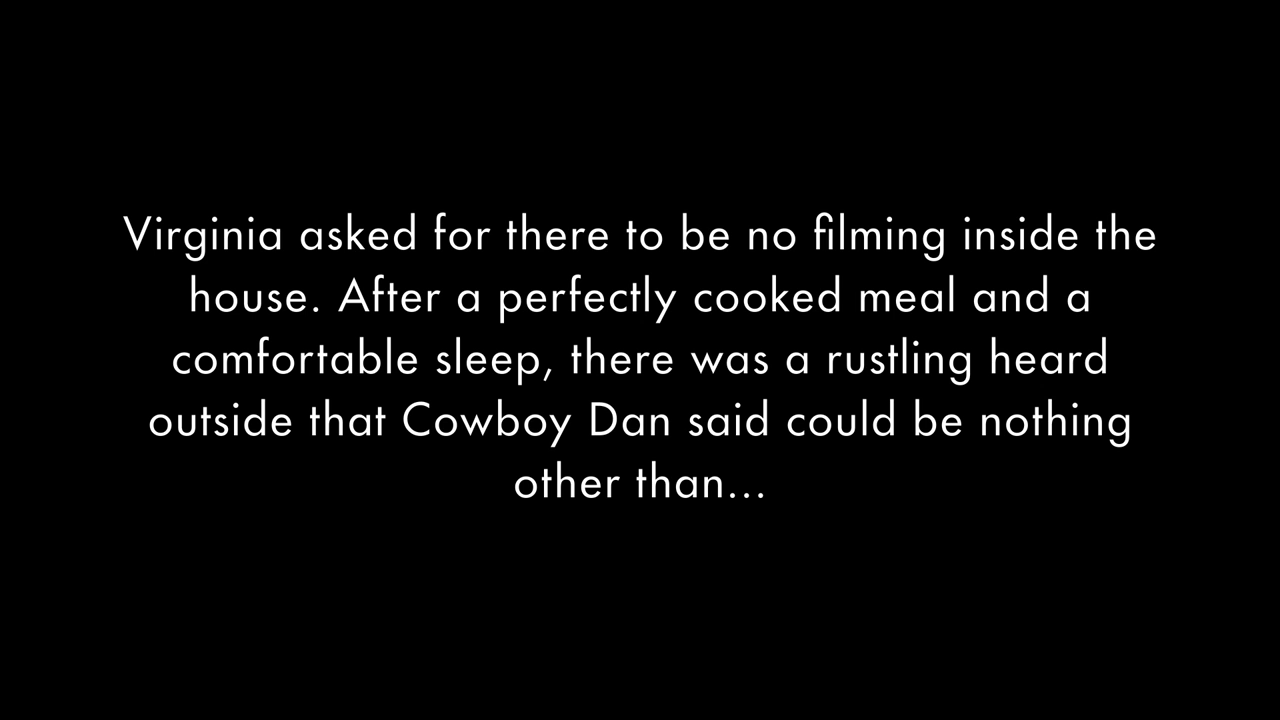 Virginia asked for there to be no filming inside the
house. After a perfectly cooked meal and a
comfortable sleep, there was a rustling heard
outside that Cowboy Dan said could be nothing
other than...